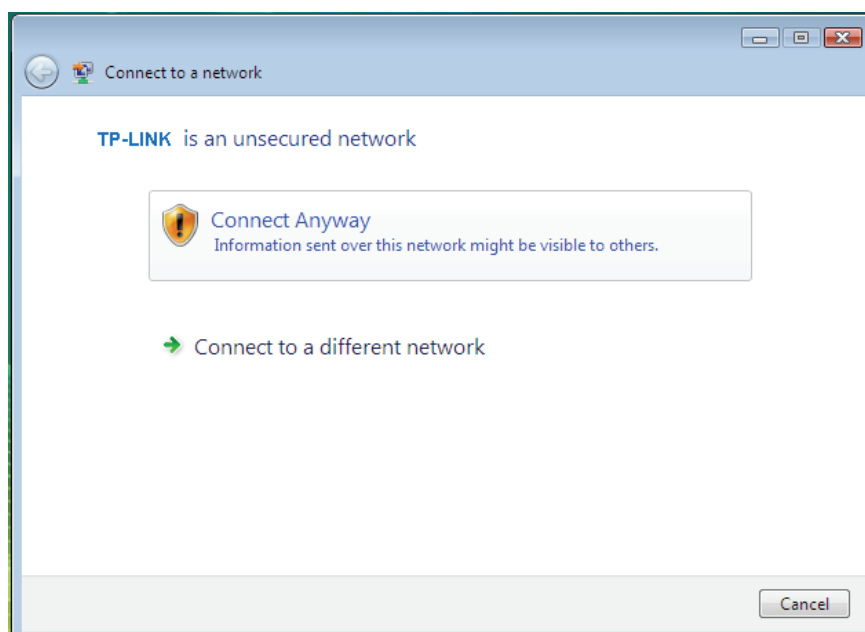 Connect to a network
TP-LINK is an unsecured network
Connect Anyway
Information sent over this network might be visible to others.
Connect to a different network
Cancel